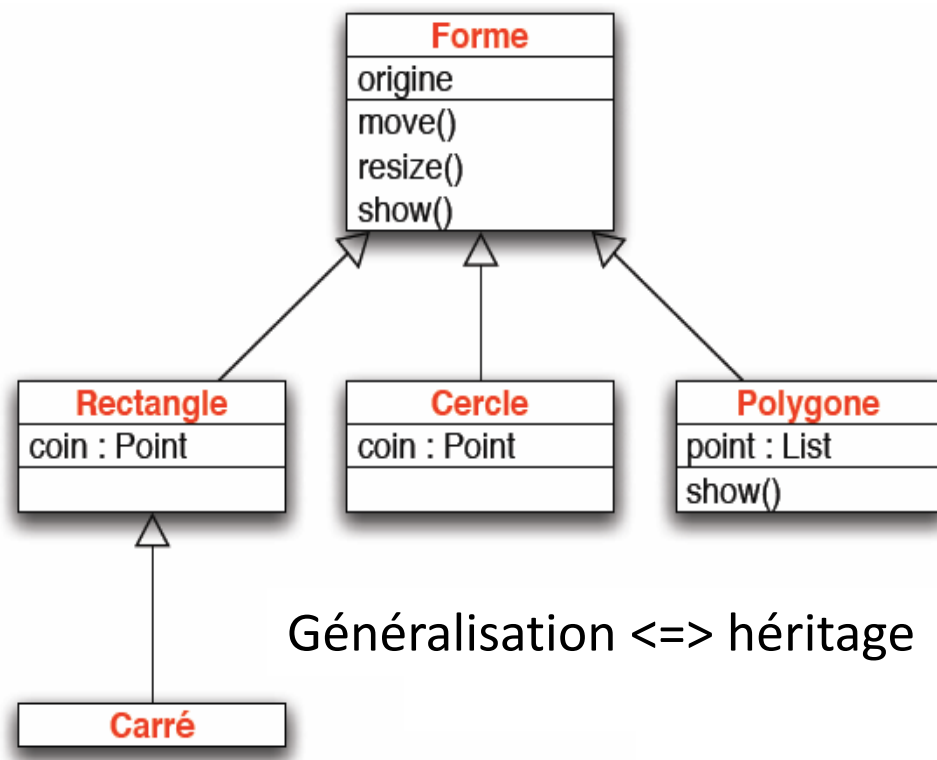 Forme
origine
move()
resize()
show()
Rectangle
coin : Point
Cercle
coin : Point
Polygone
point : List
show()
Généralisation <=> héritage
Carré